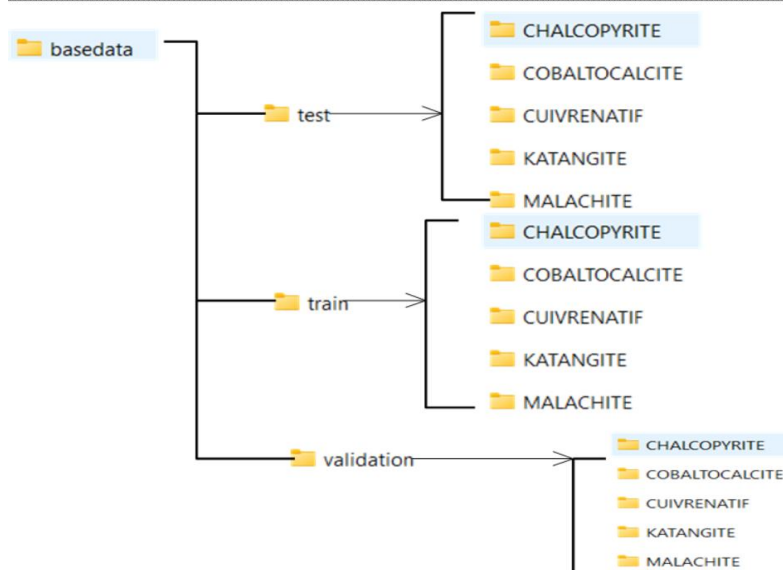 basedata
test
CHALCOPYRITE
COBALTOCALCITE
CUIVRENATIF
KATANGITE
MALACHITE
train
CHALCOPYRITE
COBALTOCALCITE
CUIVRENATIF
KATANGITE
MALACHITE
validation
CHALCOPYRITE
COBALTOCALCITE
CUIVRENATIF
KATANGITE
MALACHITE